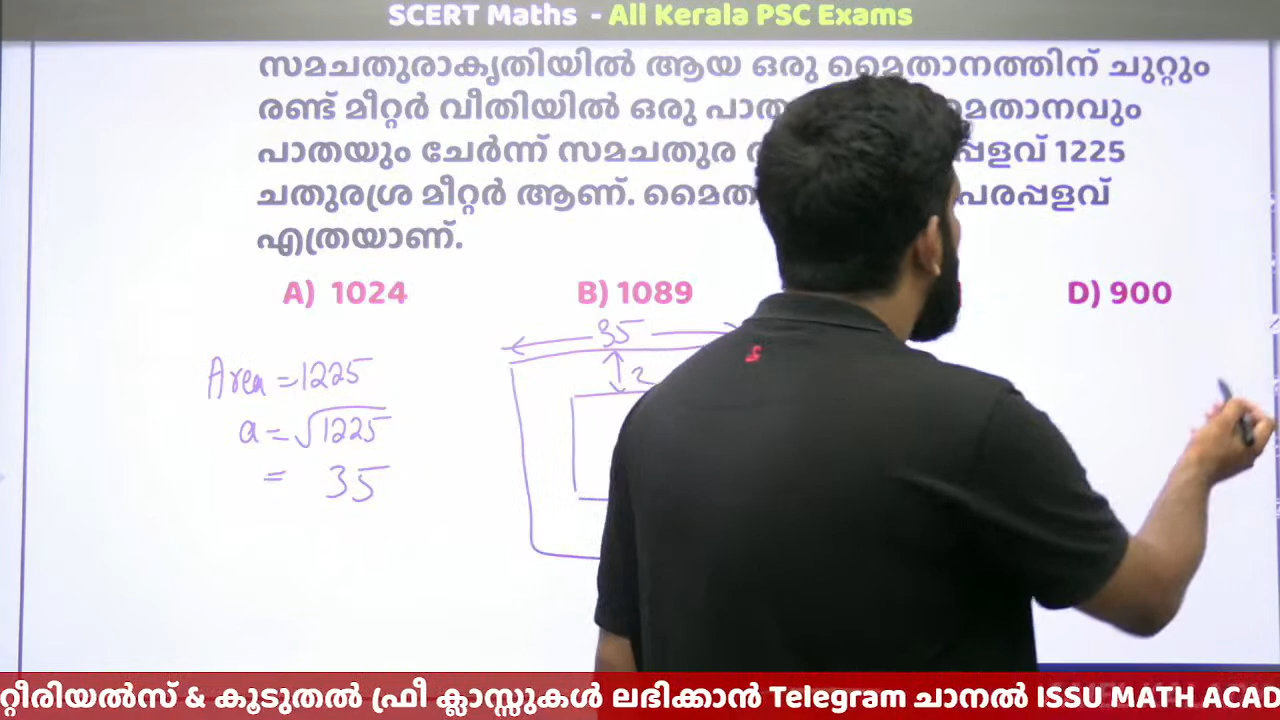 SCERT Maths - All Kerala PSC Exams
സമചതുരാകൃതിയിൽ ആയ ഒരു മൈതാനത്തിന് ചുറ്റും
രണ്ട് മീറ്റർ വീതിയിൽ ഒരു
പാതയും ചേർന്ന് സമചതുര 1225
ചതുരശ്ര മീറ്റർ ആണ്. പരപ്പളവ്
എത്രയാണ്.
A) 1024 B) 1089 D) 900
35
2
Area = 1225
a = √1225
= 35
റ്റീരിയൽസ് & കൂടുതൽ ഫ്രീ ക്ലാസ്സുകൾ ലഭിക്കാൻ Telegram ചാനൽ ISSU MATH ACAD